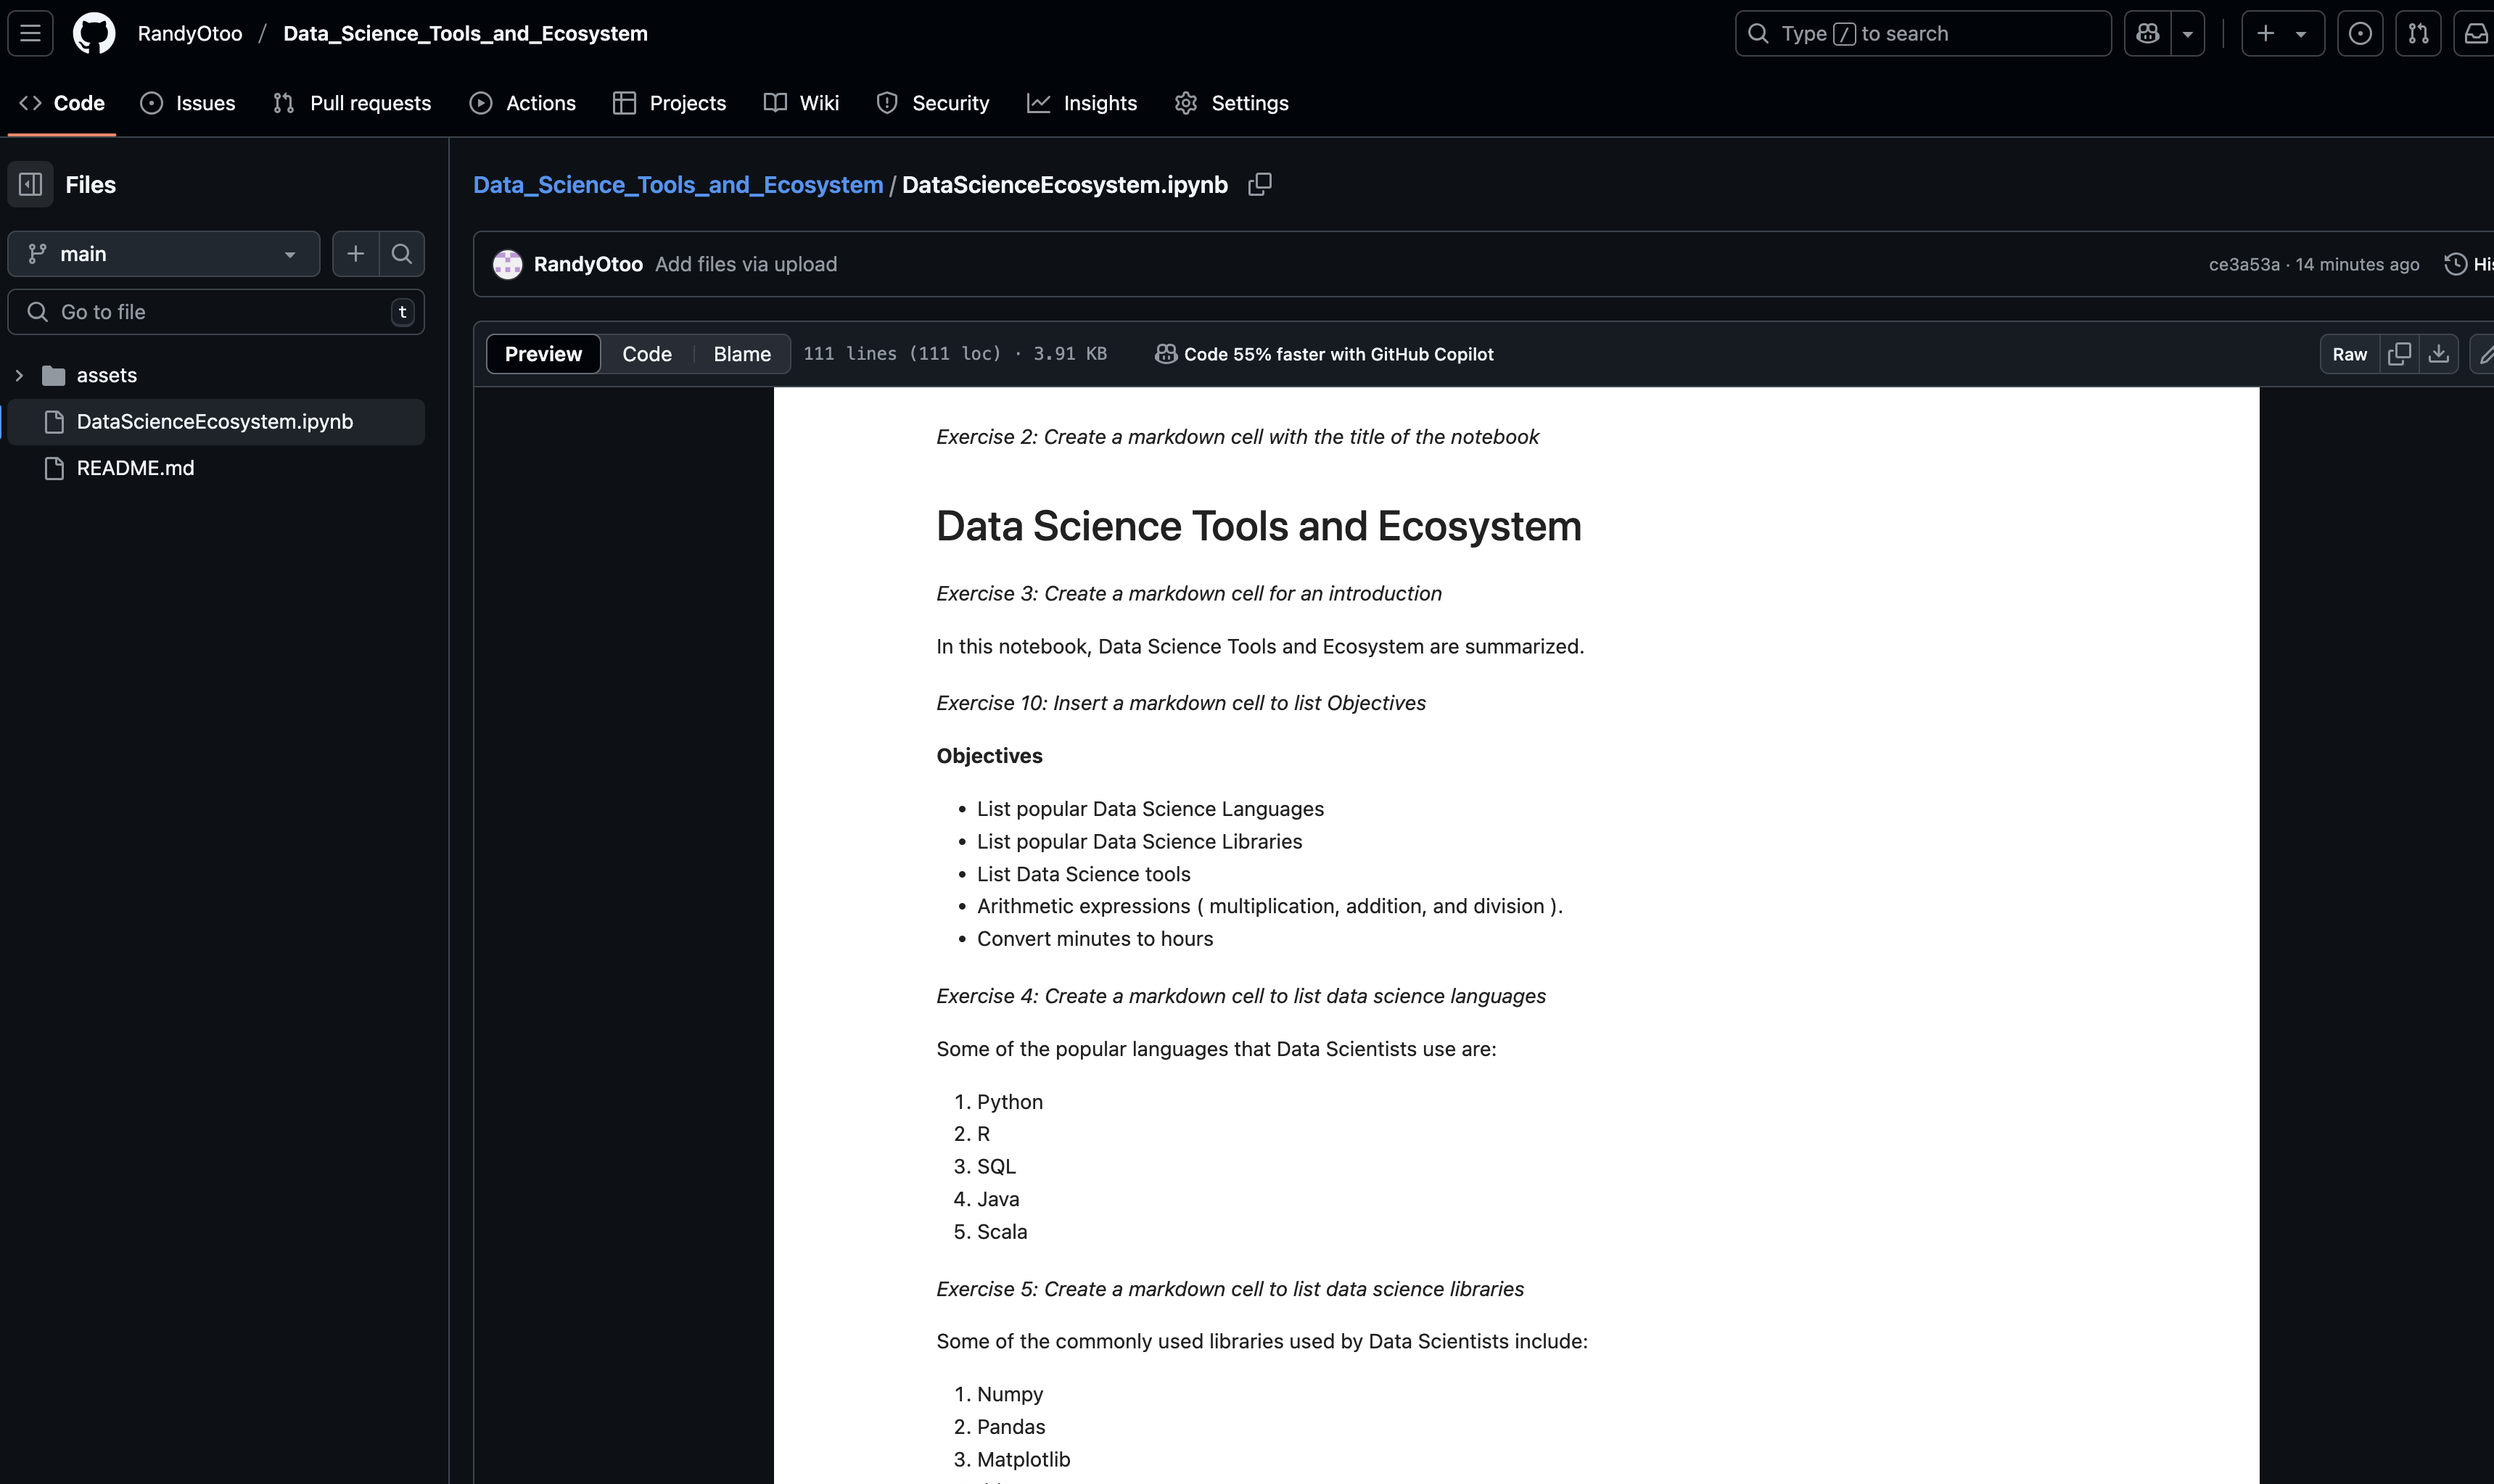 RandyOtoo / Data_Science_Tools_and_Ecosystem
Type / to search
Code Issues Pull requests Actions Projects Wiki Security Insights Settings
Files
Data_Science_Tools_and_Ecosystem / DataScienceEcosystem.ipynb
main
RandyOtoo Add files via upload ce3a53a · 14 minutes ago
Go to file t
Preview Code Blame 111 lines (111 loc) · 3.91 KB Code 55% faster with GitHub Copilot Raw
assets
DataScienceEcosystem.ipynb
README.md
Exercise 2: Create a markdown cell with the title of the notebook
Data Science Tools and Ecosystem
Exercise 3: Create a markdown cell for an introduction
In this notebook, Data Science Tools and Ecosystem are summarized.
Exercise 10: Insert a markdown cell to list Objectives
Objectives
• List popular Data Science Languages
• List popular Data Science Libraries
• List Data Science tools
• Arithmetic expressions ( multiplication, addition, and division ).
• Convert minutes to hours
Exercise 4: Create a markdown cell to list data science languages
Some of the popular languages that Data Scientists use are:
1. Python
2. R
3. SQL
4. Java
5. Scala
Exercise 5: Create a markdown cell to list data science libraries
Some of the commonly used libraries used by Data Scientists include:
1. Numpy
2. Pandas
3. Matplotlib